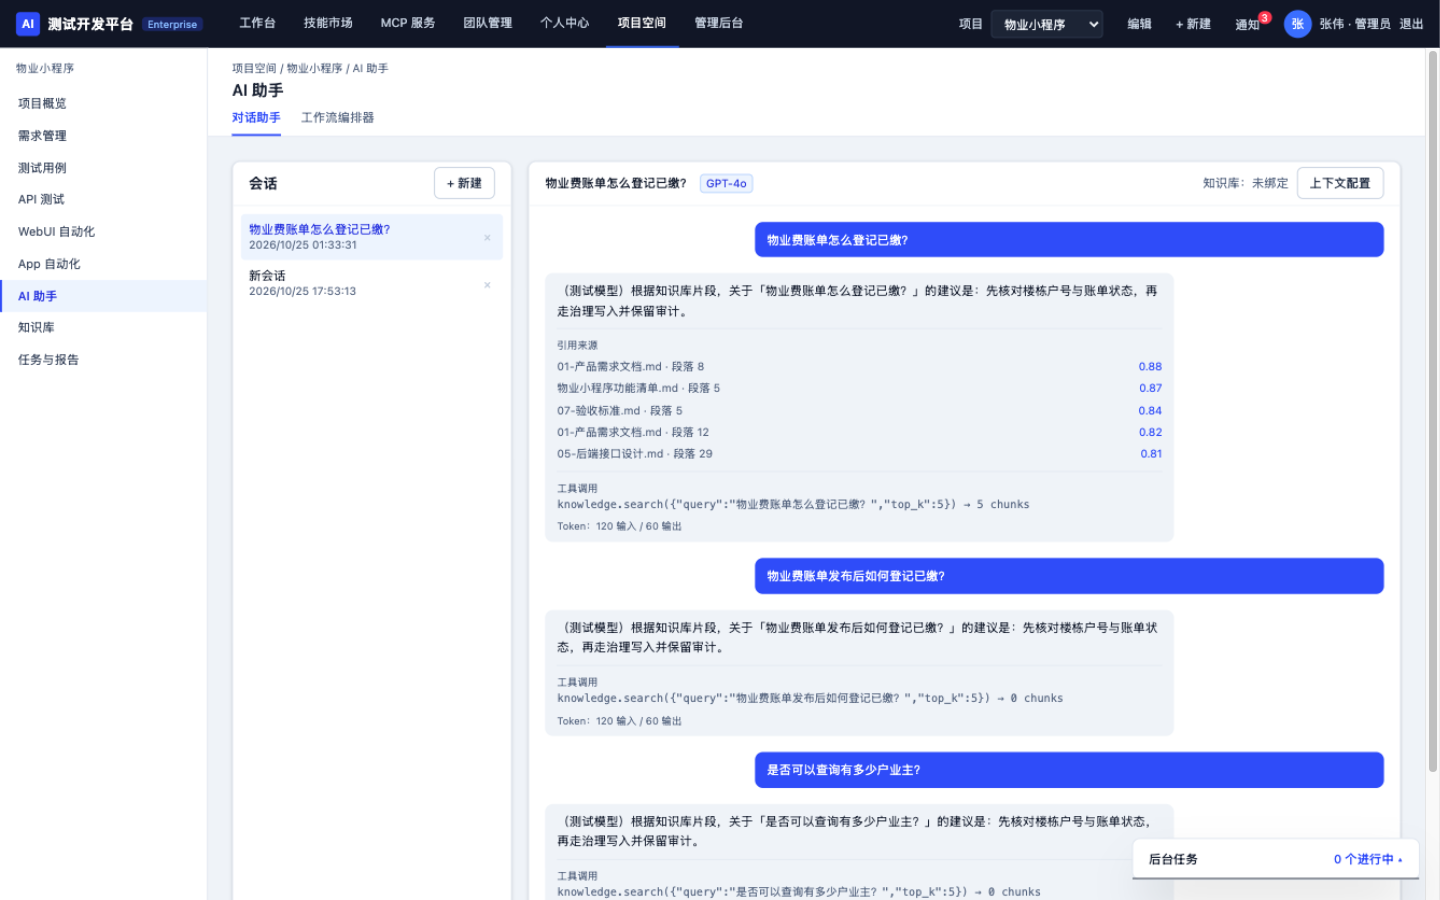 AI 测试开发平台 Enterprise 工作台 技能市场 MCP 服务 团队管理 个人中心 项目空间 管理后台 项目 物业小程序 编辑 + 新建 通知 3 张 张伟 · 管理员 退出
物业小程序
项目概览
需求管理
测试用例
API 测试
WebUI 自动化
App 自动化
AI 助手
知识库
任务与报告
项目空间 / 物业小程序 / AI 助手
AI 助手
对话助手 工作流编排器
会话 + 新建
物业费账单怎么登记已缴?
2026/10/25 01:33:31 ×
新会话
2026/10/25 17:53:13 ×
物业费账单怎么登记已缴? GPT-4o 知识库：未绑定 上下文配置
物业费账单怎么登记已缴?
（测试模型）根据知识库片段，关于「物业费账单怎么登记已缴？」的建议是：先核对楼栋户号与账单状态，再
走治理写入并保留审计。
引用来源
01-产品需求文档.md · 段落 8 0.88
物业小程序功能清单.md · 段落 5 0.87
07-验收标准.md · 段落 5 0.84
01-产品需求文档.md · 段落 12 0.82
05-后端接口设计.md · 段落 29 0.81
工具调用
knowledge.search({"query":"物业费账单怎么登记已缴？","top_k":5}) → 5 chunks
Token：120 输入 / 60 输出
物业费账单发布后如何登记已缴?
（测试模型）根据知识库片段，关于「物业费账单发布后如何登记已缴？」的建议是：先核对楼栋户号与账单状
态，再走治理写入并保留审计。
工具调用
knowledge.search({"query":"物业费账单发布后如何登记已缴？","top_k":5}) → 0 chunks
Token：120 输入 / 60 输出
是否可以查询有多少户业主?
（测试模型）根据知识库片段，关于「是否可以查询有多少户业主？」的建议是：先核对楼栋户号与账单状态，
再走治理写入并保留审计。
工具调用
knowledge.search({"query":"是否可以查询有多少户业主？","top_k":5}) → 0 chunks
后台任务 0 个进行中